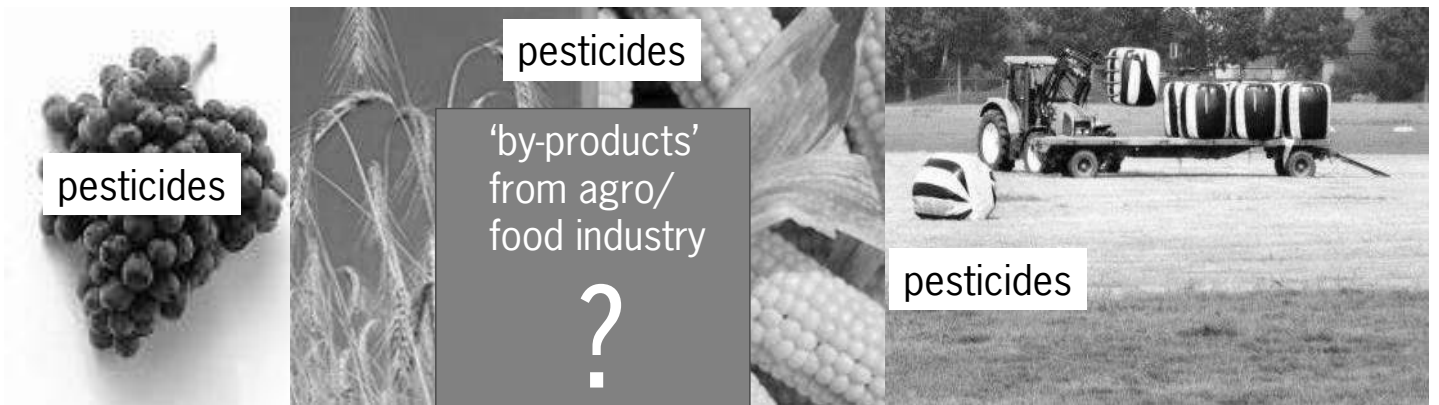 pesticides
pesticides
‘by-products’
from agro/
food industry
?
pesticides